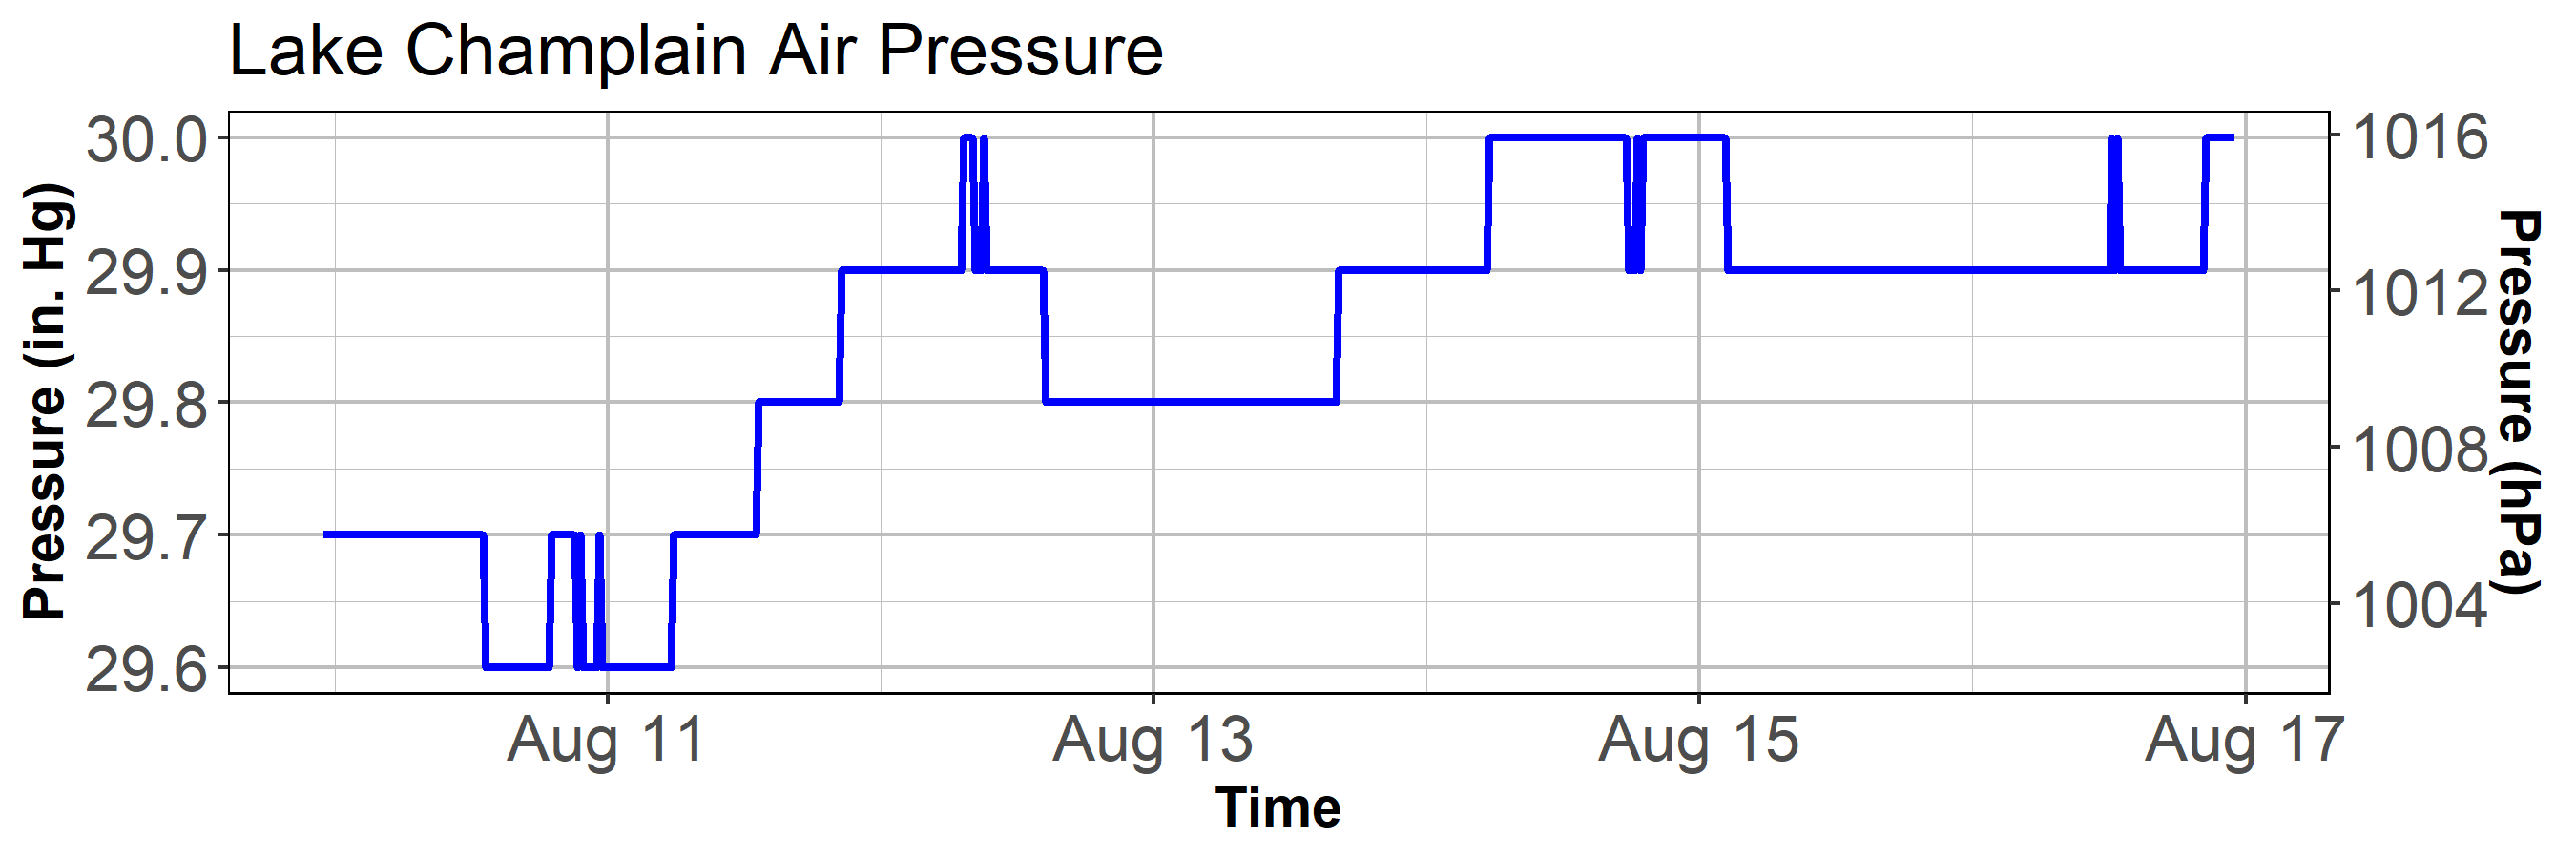 Lake Champlain Air Pressure
30.0
29.9
29.8
29.7
29.6
Pressure (in. Hg)
1016
1012
1008
1004
Pressure (hPa)
Aug 11
Aug 13
Aug 15
Aug 17
Time